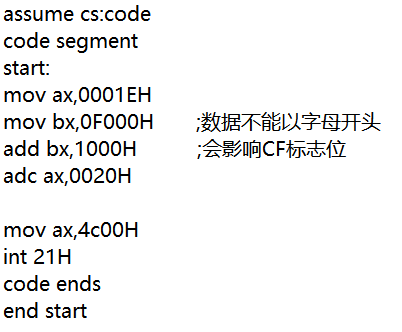 assume cs:code
code segment
start:
mov ax,0001EH
mov bx,0F000H ;数据不能以字母开头
add bx,1000H ;会影响CF标志位
adc ax,0020H
mov ax,4c00H
int 21H
code ends
end start